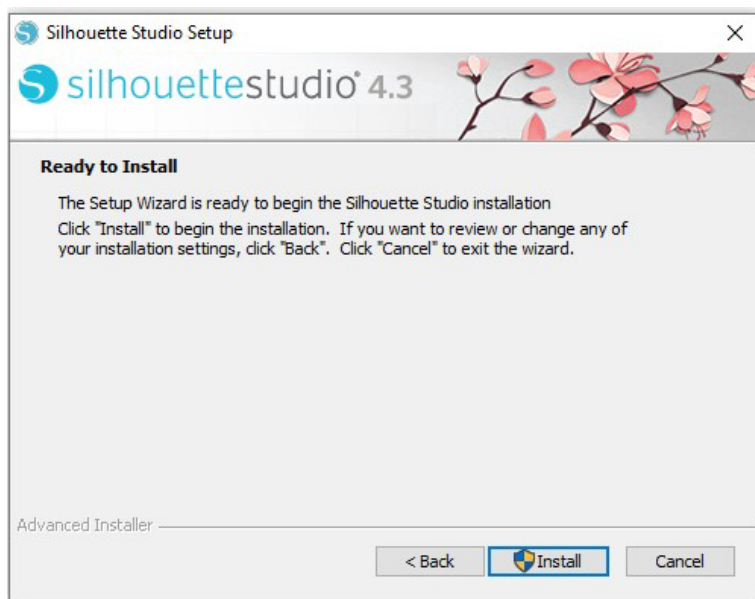 Silhouette Studio Setup
silhouettestudio° 4.3
Ready to Install
The Setup Wizard is ready to begin the Silhouette Studio installation
Click "Install" to begin the installation. If you want to review or change any of
your installation settings, click "Back". Click "Cancel" to exit the wizard.
Advanced Installer
< Back Install Cancel